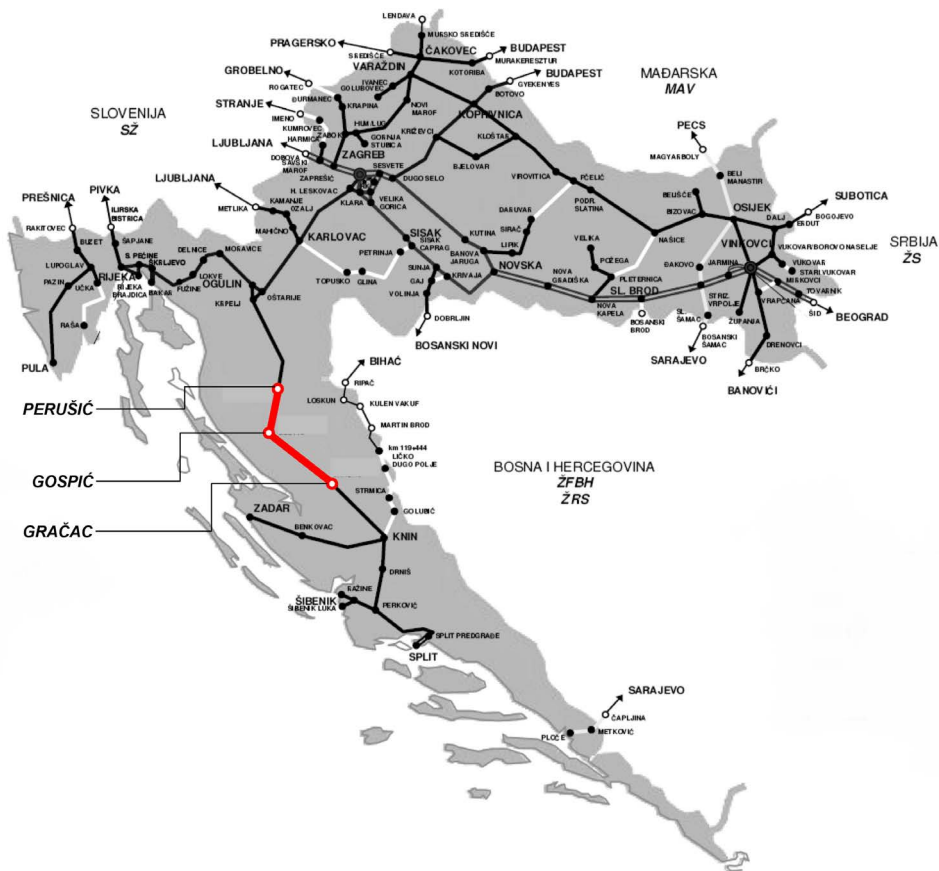 LENDAVA
MURSKO SREDIŠĆE
PRAGERSKO
SREDIŠČE
ČAKOVEC
BUDAPEST
MURAKERESZTUR
KOTORIBA
GROBELNO
ROGATEC
VARAŽDIN
IVANEC
GOLUBOVEC
BUDAPEST
GYEKENYES
BOTOVO
MAĐARSKA
MAV
SLOVENIJA
SŽ
ĐURMANEC
KRAPINA
NOVI
MAROF
KOPRIVNICA
STRANJE
IMENO
KUMROVEC
HARMICA
ZABOK
HUM/LUG
GORNJA
STUBICA
KRIŽEVCI
KLOŠTAR
PECS
MAGYARBOLY
LJUBLJANA
DOBOVA
SAVSKI
MAROF
ZAGREB
ZAPREŠIĆ
SESVETE
DUGO SELO
BJELOVAR
VIROVITICA
PČELIĆ
BELI
MANASTIR
LJUBLJANA
METLIKA
KAMANJE
OZALJ
MAHIČNO
H. LESKOVAC
KLARA
VELIKA
GORICA
PODR.
SLATINA
BELIŠĆE
BIZOVAC
OSIJEK
DALJ
ERDUT
BOGOJEVO
SUBOTICA
PREŠNICA
PIVKA
RAKITOVEC
ILIRSKA
BISTRICA
BUZET
ŠAPJANE
LUPOGLAV
PAZIN
UČKA
RIJEKA
RIJEKA
BRAJDICA
S. PEĆINE
ŠKRLJEVO
BAKAR
DELNICE
LOKVE
FUŽINE
MORAVICE
OGULIN
OŠTARIJE
KARLOVAC
SISAK
SISAK
CAPRAG
PETRINJA
GLINA
TOPUSKO
SUNJA
GAJ
VOLINJA
KRIVAJA
DOBRLJIN
BOSANSKI NOVI
KUTINA
BANOVA
JARUGA
LIPIK
SIRAČ
DARUVAR
NOVSKA
NOVA
GRADIŠKA
VELIKA
POŽEGA
PLETERNICA
NOVA
KAPELA
SL. BROD
BOSANSKI
BROD
NAŠICE
ĐAKOVO
JARMINA
STRIZ.
VRPOLJE
SL.
ŠAMAC
BOSANSKI
ŠAMAC
SARAJEVO
VINKOVCI
VUKOVAR/BOROVO NASELJE
VUKOVAR
STARI VUKOVAR
MIRKOVCI
TOVARNIK
ŠID
BEOGRAD
VRAPČANA
ŽUPANJA
DRENOVCI
BRČKO
BANOVIĆI
SRBIJA
ŽS
RAŠA
PULA
BIHAĆ
RIPAČ
LOSKUN
KULEN VAKUF
MARTIN BROD
km 119+444
LIČKO
DUGO POLJE
STRMICA
GOLUBIĆ
PERUŠIĆ
GOSPIĆ
GRAČAC
BOSNA I HERCEGOVINA
ŽFBH
ŽRS
ZADAR
BENKOVAC
KNIN
DRNIŠ
RAŽINE
ŠIBENIK
ŠIBENIK LUKA
PERKOVIĆ
SPLIT PREDGRAĐE
SPLIT
SARAJEVO
ČAPLJINA
PLOČE
METKOVIĆ